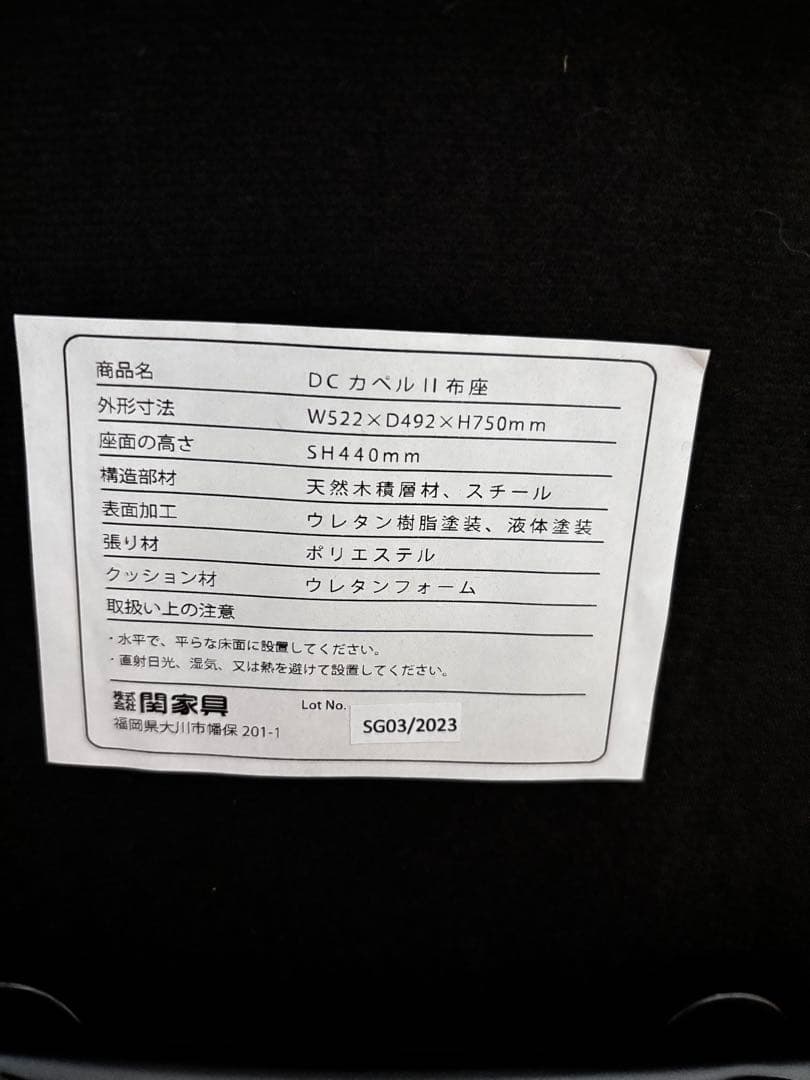 商品名 DC カペル II 布座
外形寸法 W522×D492×H750mm
座面の高さ SH440mm
構造部材 天然木積層材、スチール
表面加工 ウレタン樹脂塗装、液体塗装
張り材 ポリエステル
クッション材 ウレタンフォーム
取扱い上の注意
・水平で、平らな床面に設置してください。
・直射日光、湿気、又は熱を避けて設置してください。
株式会社 関家具 Lot No. SG03/2023
福岡県大川市幡保 201-1